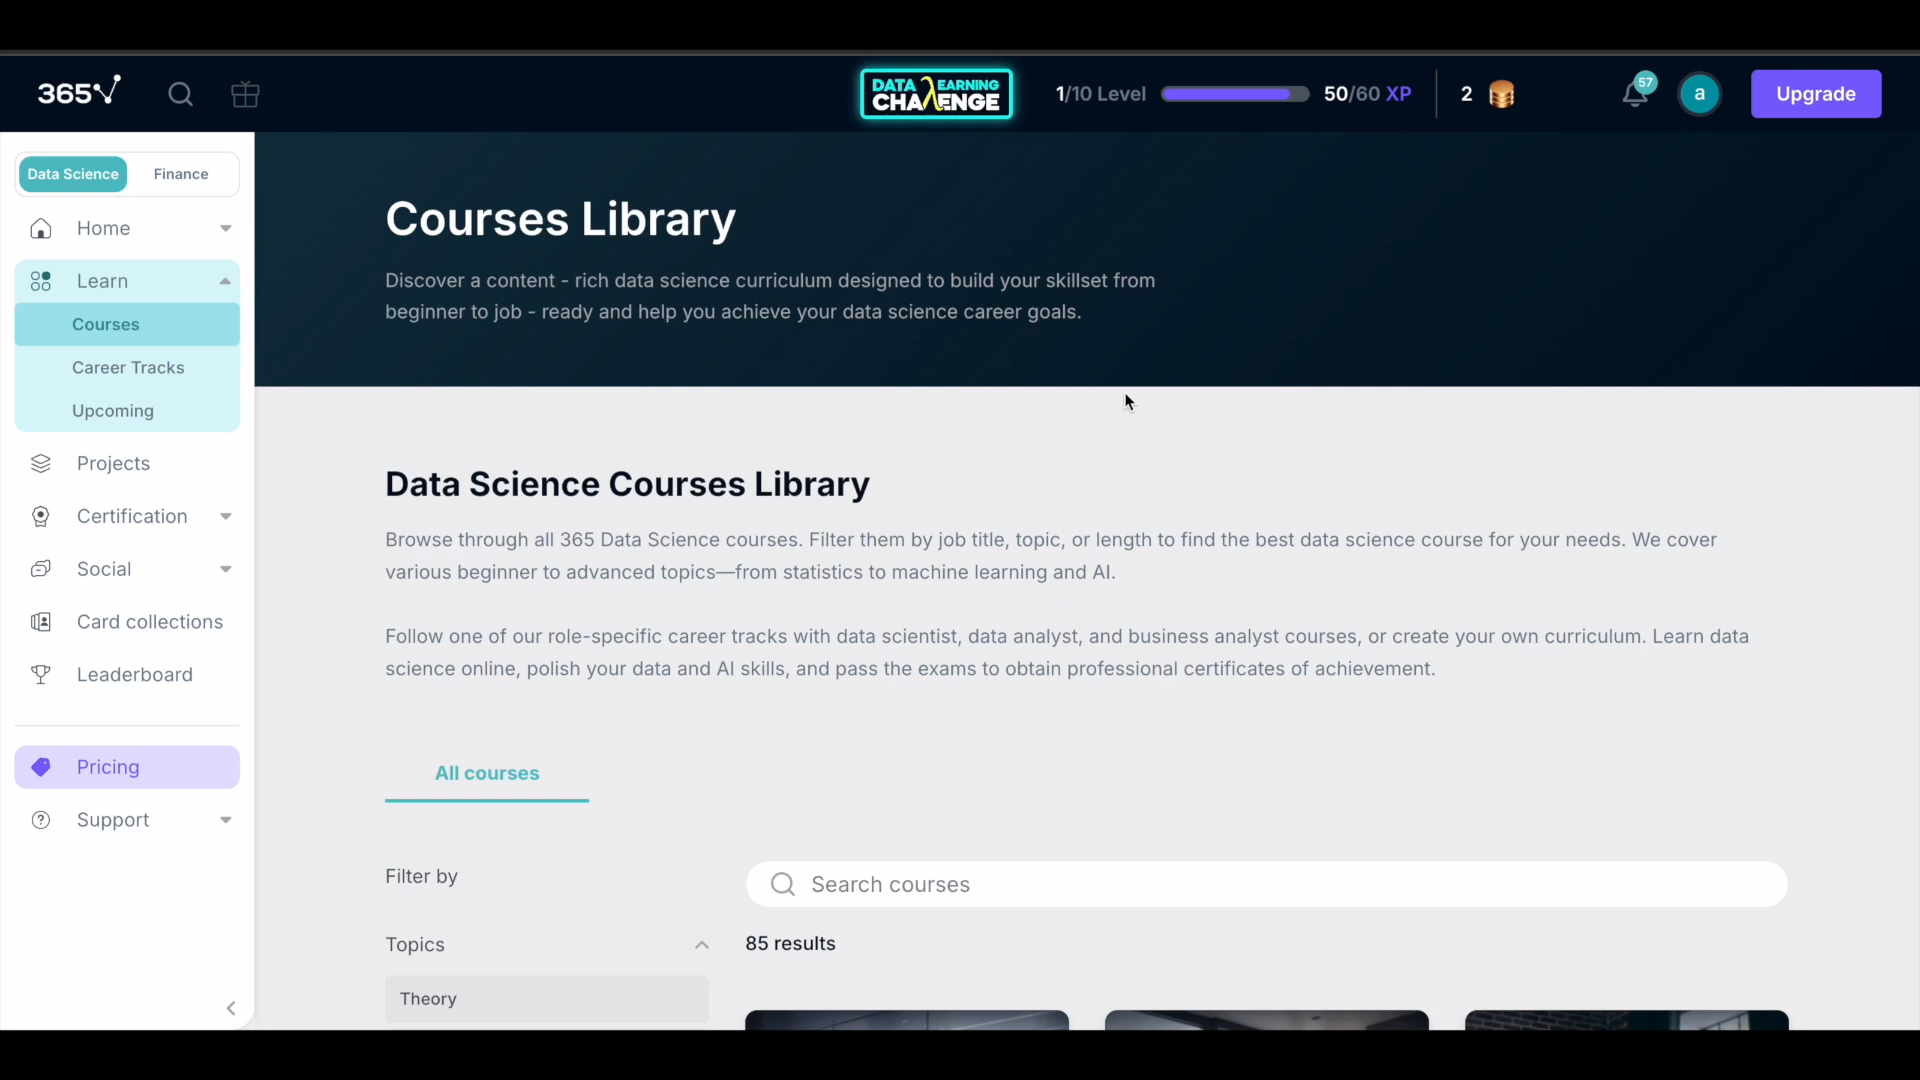 365
DATA LEARNING
CHALLENGE
1/10 Level
50/60 XP
2
57
a
Upgrade
Data Science
Finance
Home
Learn
Courses
Career Tracks
Upcoming
Projects
Certification
Social
Card collections
Leaderboard
Pricing
Support
Courses Library
Discover a content - rich data science curriculum designed to build your skillset from
beginner to job - ready and help you achieve your data science career goals.
Data Science Courses Library
Browse through all 365 Data Science courses. Filter them by job title, topic, or length to find the best data science course for your needs. We cover
various beginner to advanced topics—from statistics to machine learning and AI.
Follow one of our role-specific career tracks with data scientist, data analyst, and business analyst courses, or create your own curriculum. Learn data
science online, polish your data and AI skills, and pass the exams to obtain professional certificates of achievement.
All courses
Filter by
Search courses
Topics
85 results
Theory